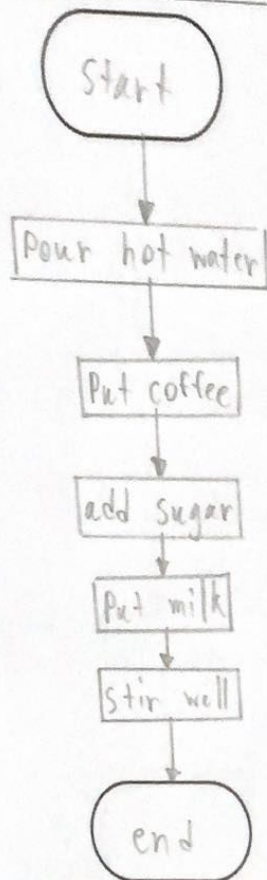 Start
Pour hot water
Put coffee
add sugar
Put milk
Stir well
end